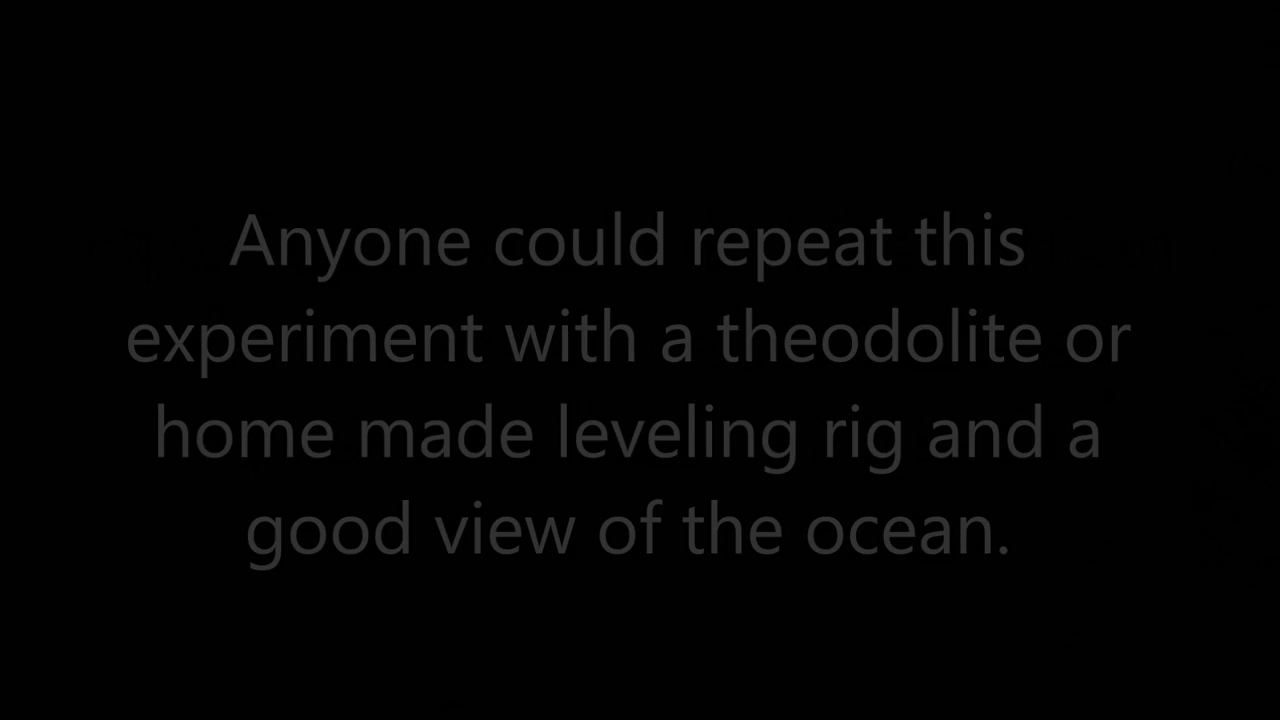 Anyone could repeat this
experiment with a theodolite or
home made leveling rig and a
good view of the ocean.